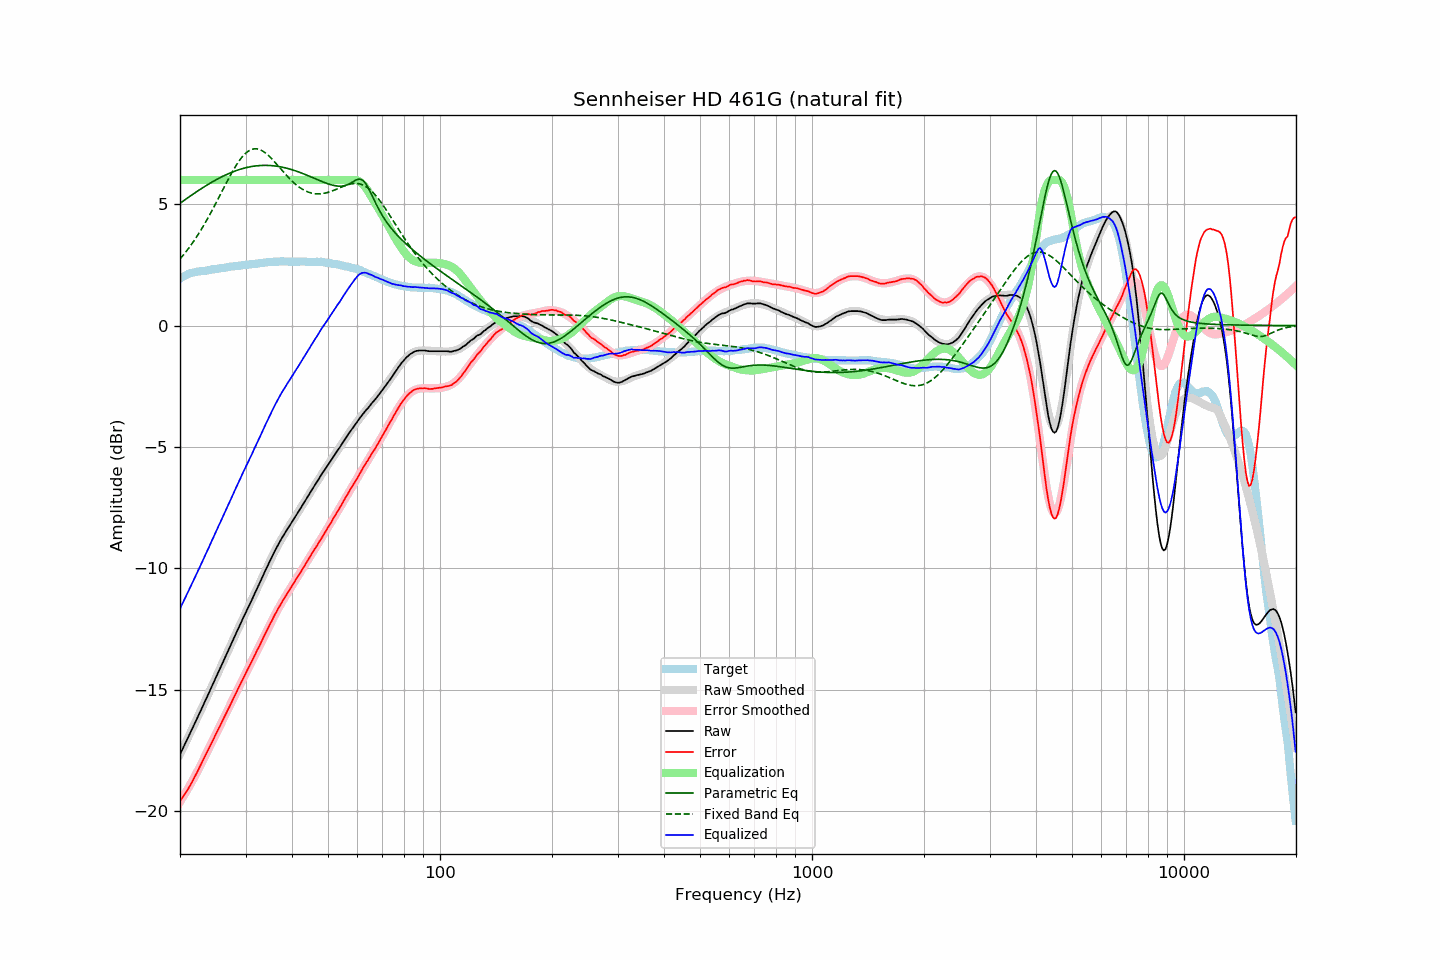 Sennheiser HD 461G (natural fit)
Amplitude (dBr)
5
0
−5
−10
−15
−20
Target
Raw Smoothed
Error Smoothed
Raw
Error
Equalization
Parametric Eq
Fixed Band Eq
Equalized
100
1000
10000
Frequency (Hz)